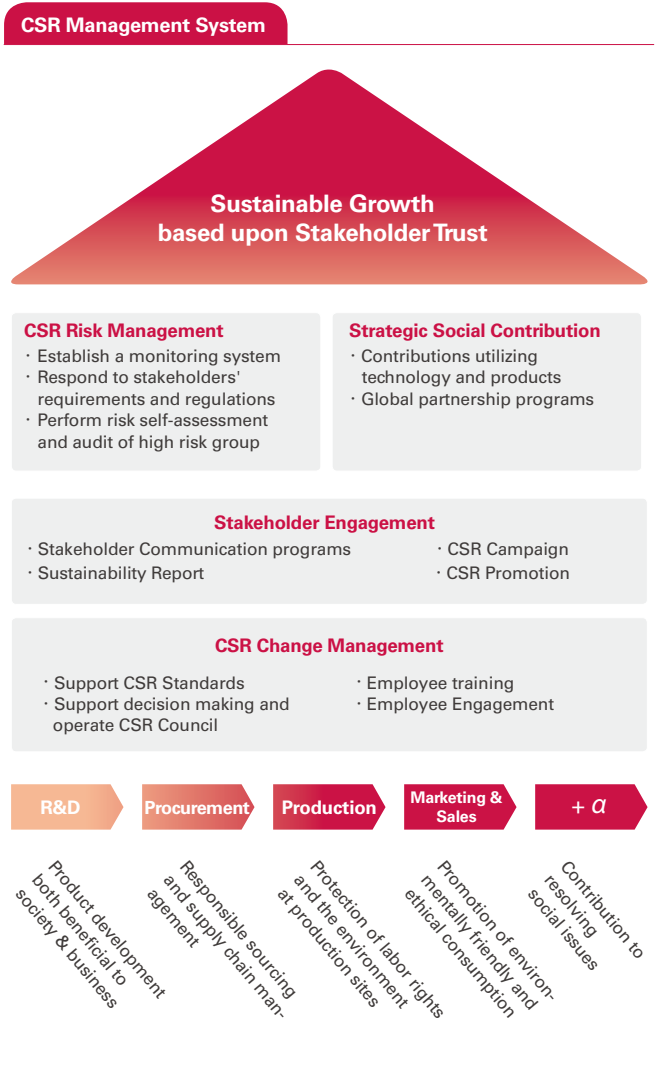 CSR Management System
Sustainable Growth
based upon Stakeholder Trust
CSR Risk Management
· Establish a monitoring system
· Respond to stakeholders'
requirements and regulations
· Perform risk self-assessment
and audit of high risk group
Strategic Social Contribution
· Contributions utilizing
technology and products
· Global partnership programs
Stakeholder Engagement
· Stakeholder Communication programs
· Sustainability Report
· CSR Campaign
· CSR Promotion
CSR Change Management
· Support CSR Standards
· Support decision making and
operate CSR Council
· Employee training
· Employee Engagement
R&D
Procurement
Production
Marketing &
Sales
+ α
Product development
both beneficial to
society & business
Responsible sourcing
and supply chain man-
agement
Protection of labor rights
and the environment
at production sites
Promotion of environ-
mentally friendly and
ethical consumption
Contribution to
resolving
social issues